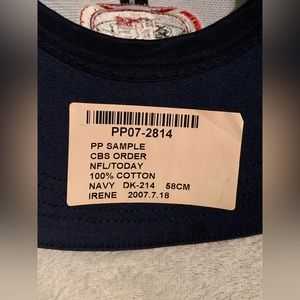 PP07-2814
PP SAMPLE
CBS ORDER
NFL/TODAY
100% COTTON
NAVY DK-214 58CM
IRENE 2007.7.18